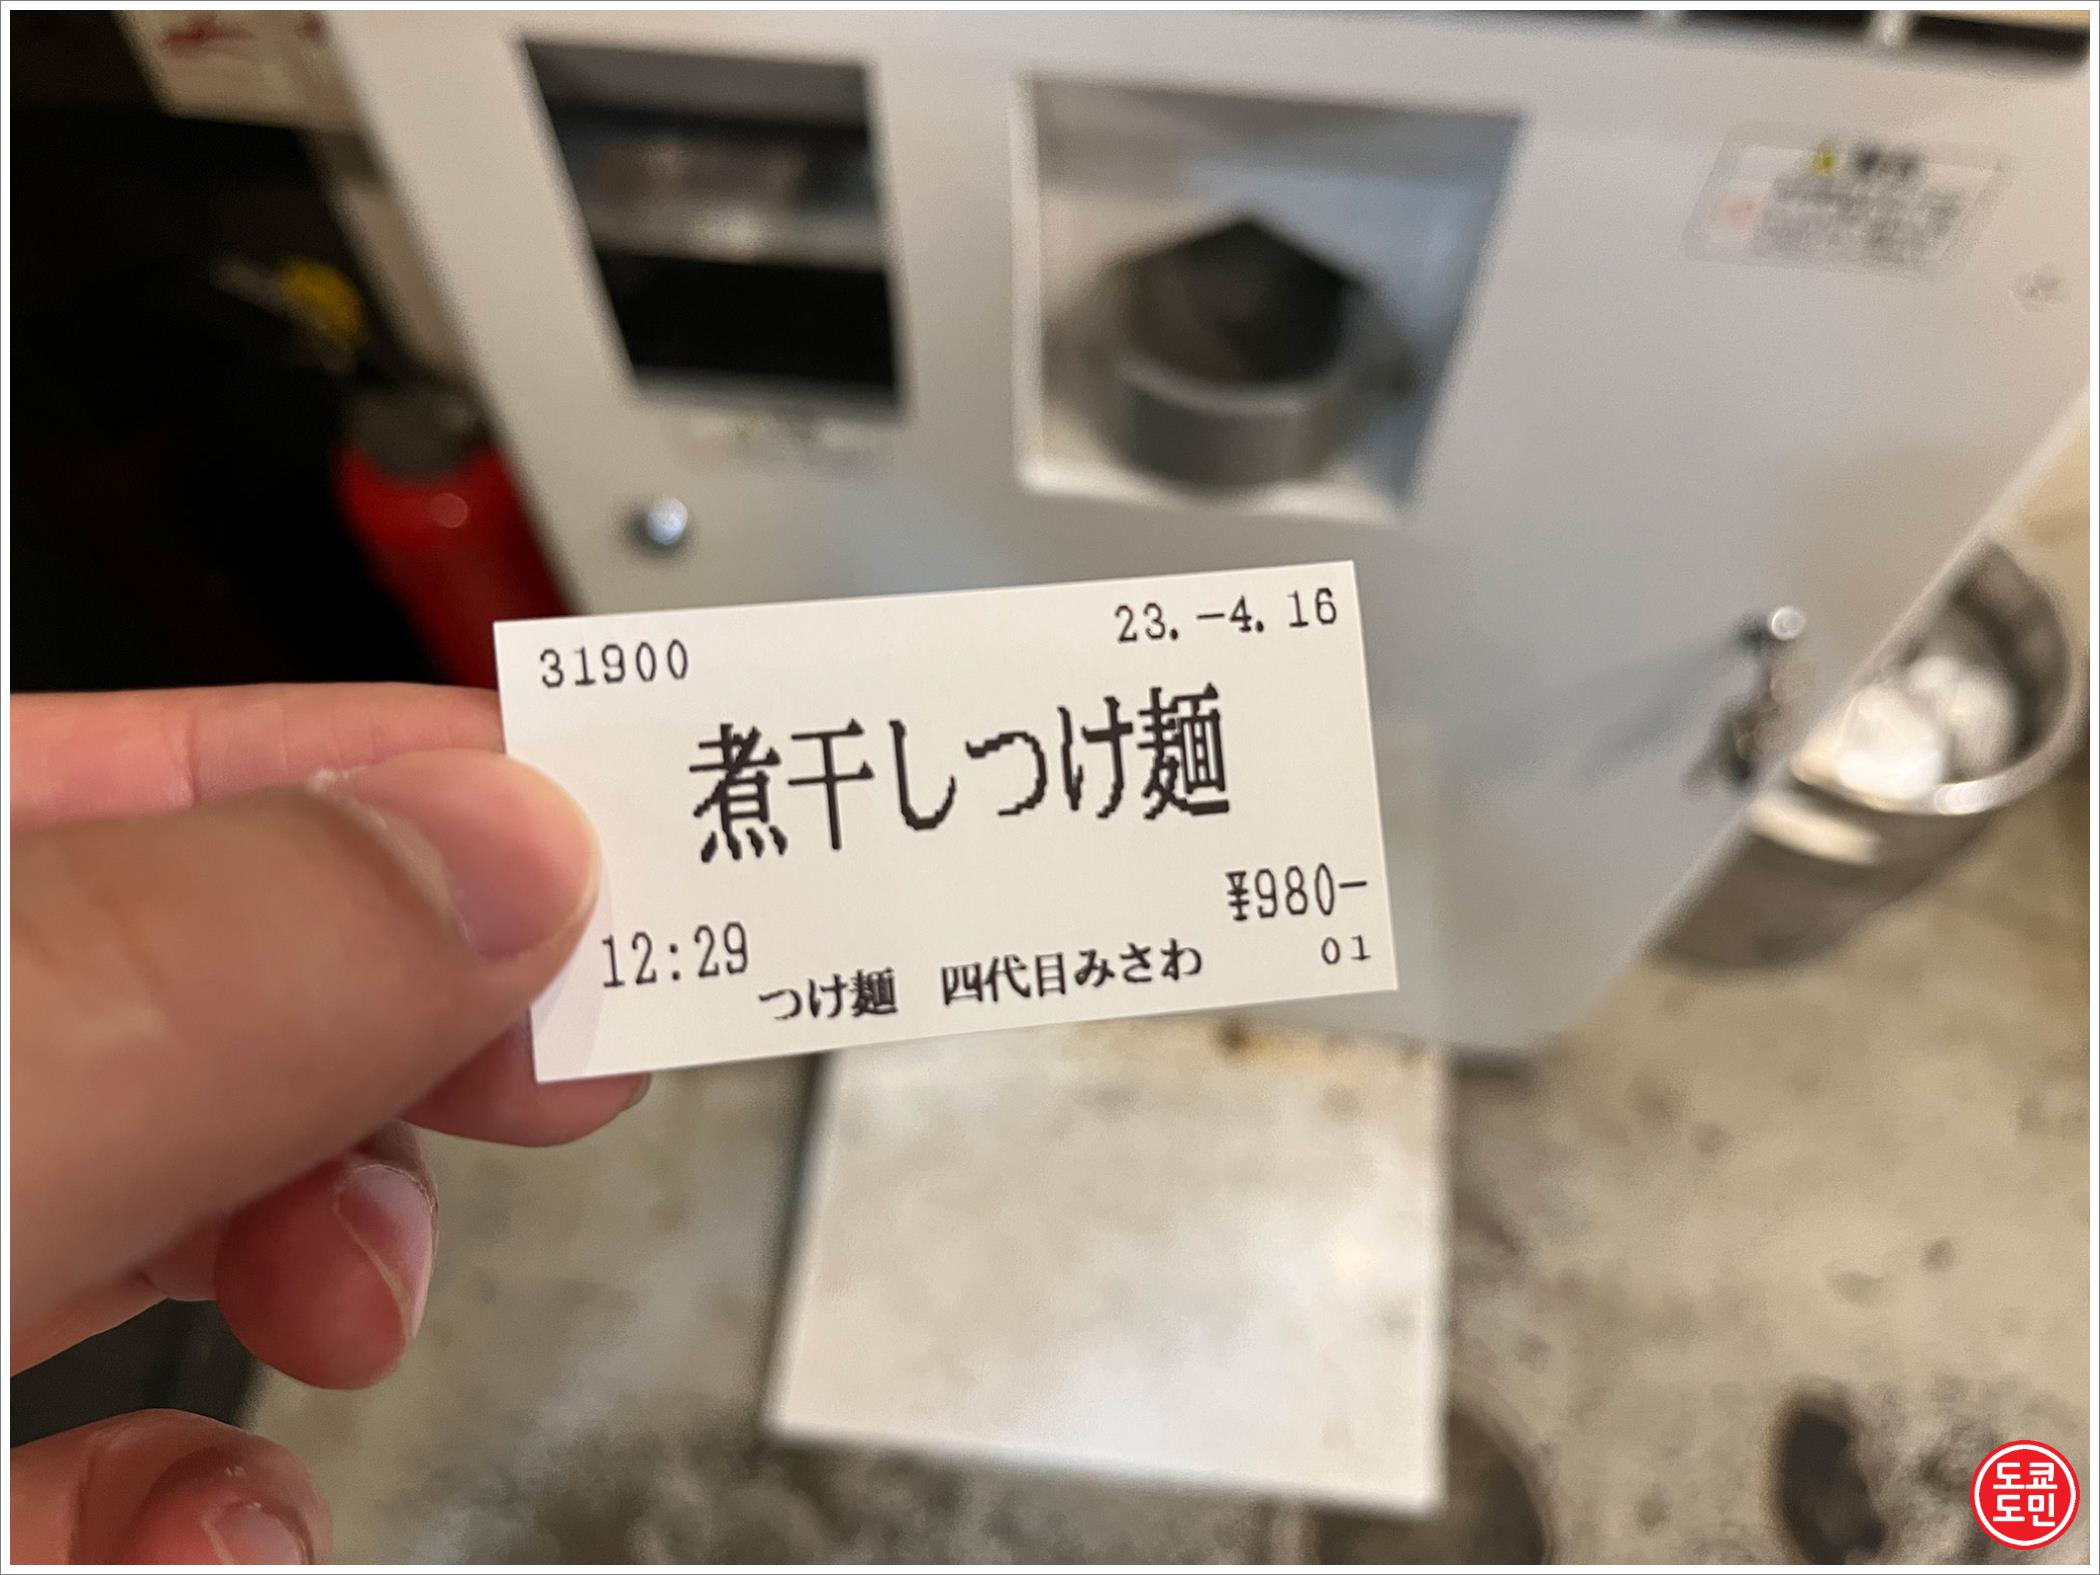 31900
23.-4.16
煮干しつけ麺
¥980-
12:29
01
つけ麺 四代目みさわ
도쿄
도민